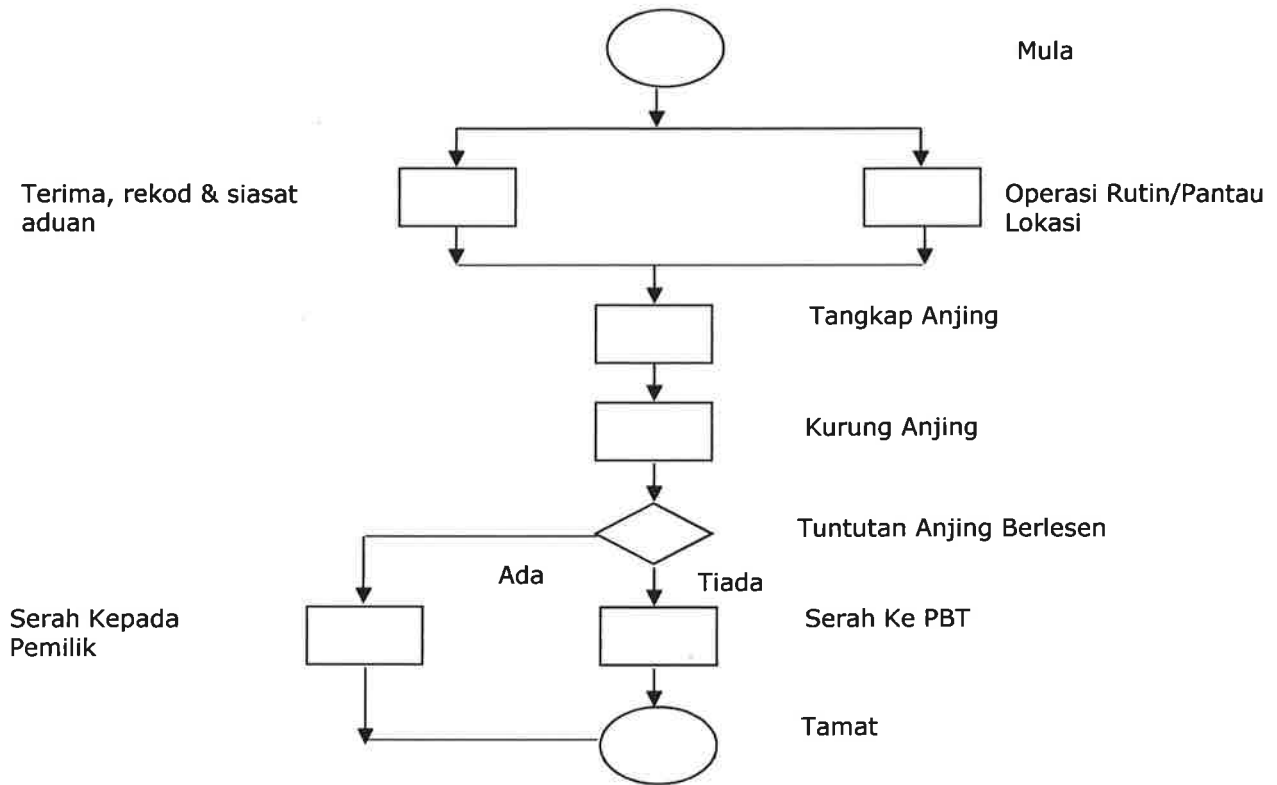 Mula
Terima, rekod & siasat
aduan
Operasi Rutin/Pantau
Lokasi
Tangkap Anjing
Kurung Anjing
Tuntutan Anjing Berlesen
Ada
Tiada
Serah Kepada
Pemilik
Serah Ke PBT
Tamat